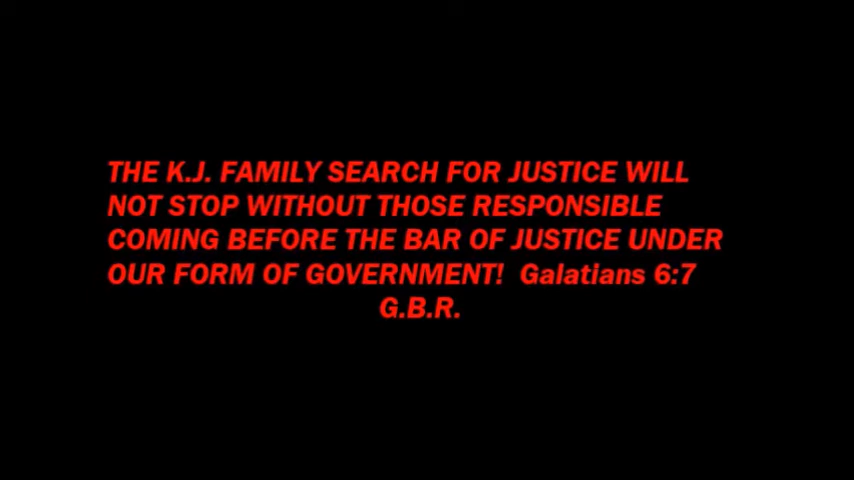 THE K.J. FAMILY SEARCH FOR JUSTICE WILL
NOT STOP WITHOUT THOSE RESPONSIBLE
COMING BEFORE THE BAR OF JUSTICE UNDER
OUR FORM OF GOVERNMENT! Galatians 6:7
G.B.R.